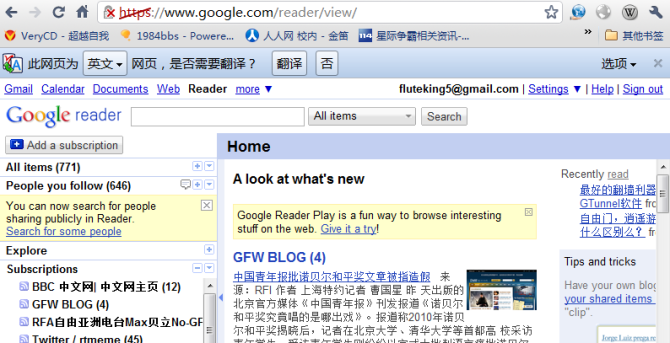 https://www.google.com/reader/view/
VeryCD - 超越自我 1984bbs - Powere... 人人网 校内 - 金笛 114 星际争霸相关资讯-... » 其他书签
此网页为 英文 网页，是否需要翻译？ 翻译 否 选项
Gmail Calendar Documents Web Reader more ▼ fluteking5@gmail.com | Settings ▼ | Help | Sign out
Google reader All items Search
Add a subscription
Home
All items (771)
People you follow (646)
You can now search for people
sharing publicly in Reader.
Search for some people
Explore
Subscriptions
BBC 中文网| 中文网主页 (12)
GFW BLOG (4)
RFA自由亚洲电台Max贝立No-GF
Twitter / rtmeme (45)
A look at what's new
Google Reader Play is a fun way to browse interesting
stuff on the web. Give it a try!
GFW BLOG (4)
中国青年报批诺贝尔和平奖文章被指造假 来
源：RFI 作者 上海特约记者 曹国星 昨 天出版的
北京官方媒体《中国青年报》刊发报道《诺贝
尔和平奖究竟唱的是哪出戏》。报道称2010年诺贝
尔和平奖揭晓后，记者在北京大学、清华大学等首都高 校采访
Recently read
最好的翻墙利器
GTunnel软件 fro
自由门，逍遥游
什么区别么？ fr
Tips and tricks
Have your own blog
your shared items
"clip".
Jorge Luiz prega re